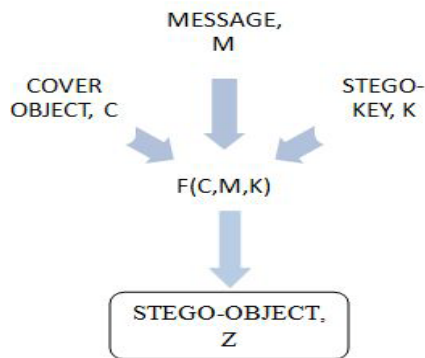 MESSAGE,
M
COVER
OBJECT, C
STEGO-
KEY, K
F(C,M,K)
STEGO-OBJECT,
Z